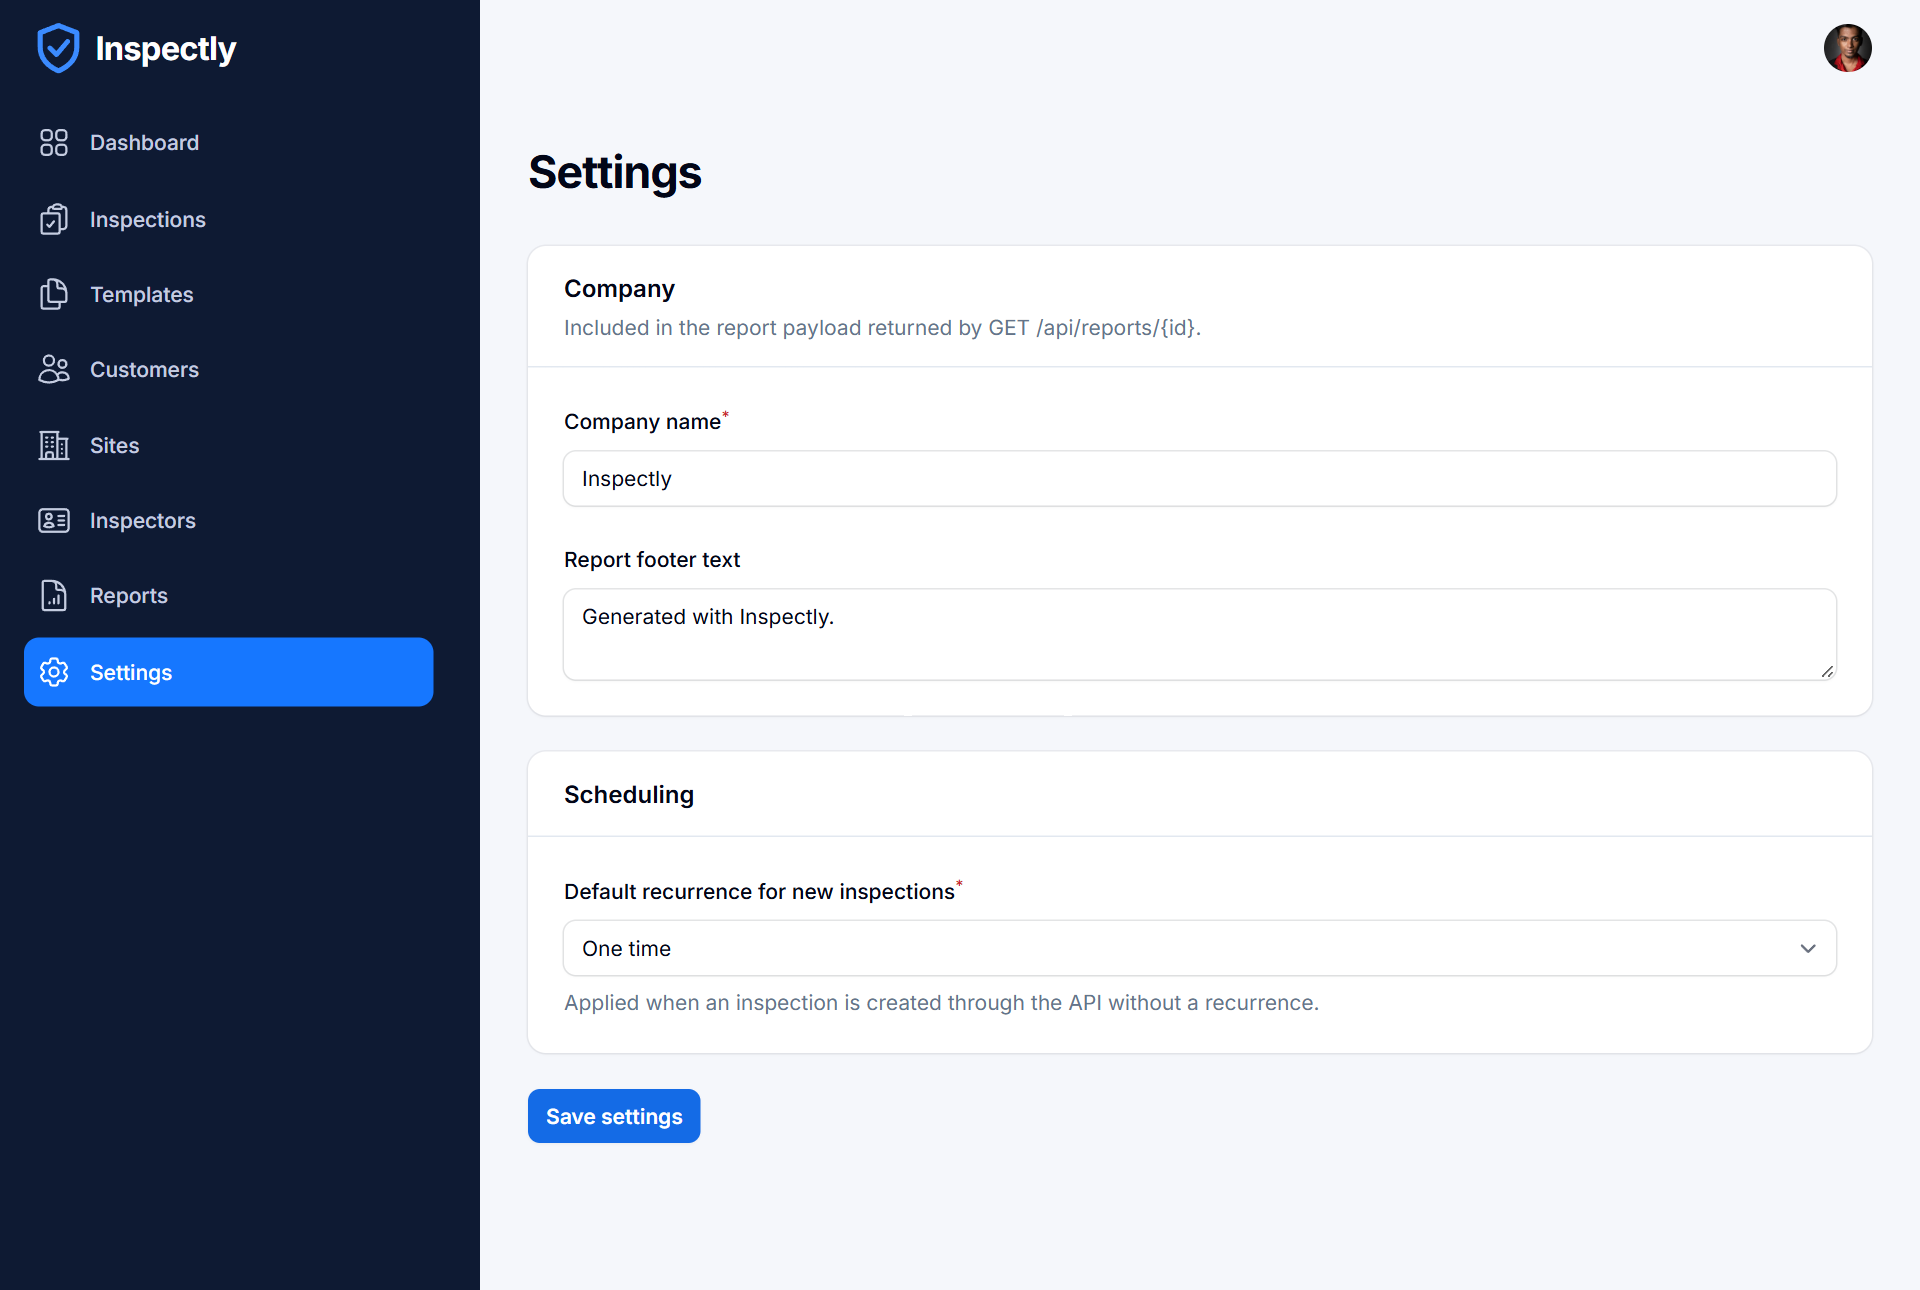 Inspectly
Dashboard
Inspections
Templates
Customers
Sites
Inspectors
Reports
Settings
Settings
Company
Included in the report payload returned by GET /api/reports/{id}.
Company name*
Inspectly
Report footer text
Generated with Inspectly.
Scheduling
Default recurrence for new inspections*
One time
Applied when an inspection is created through the API without a recurrence.
Save settings